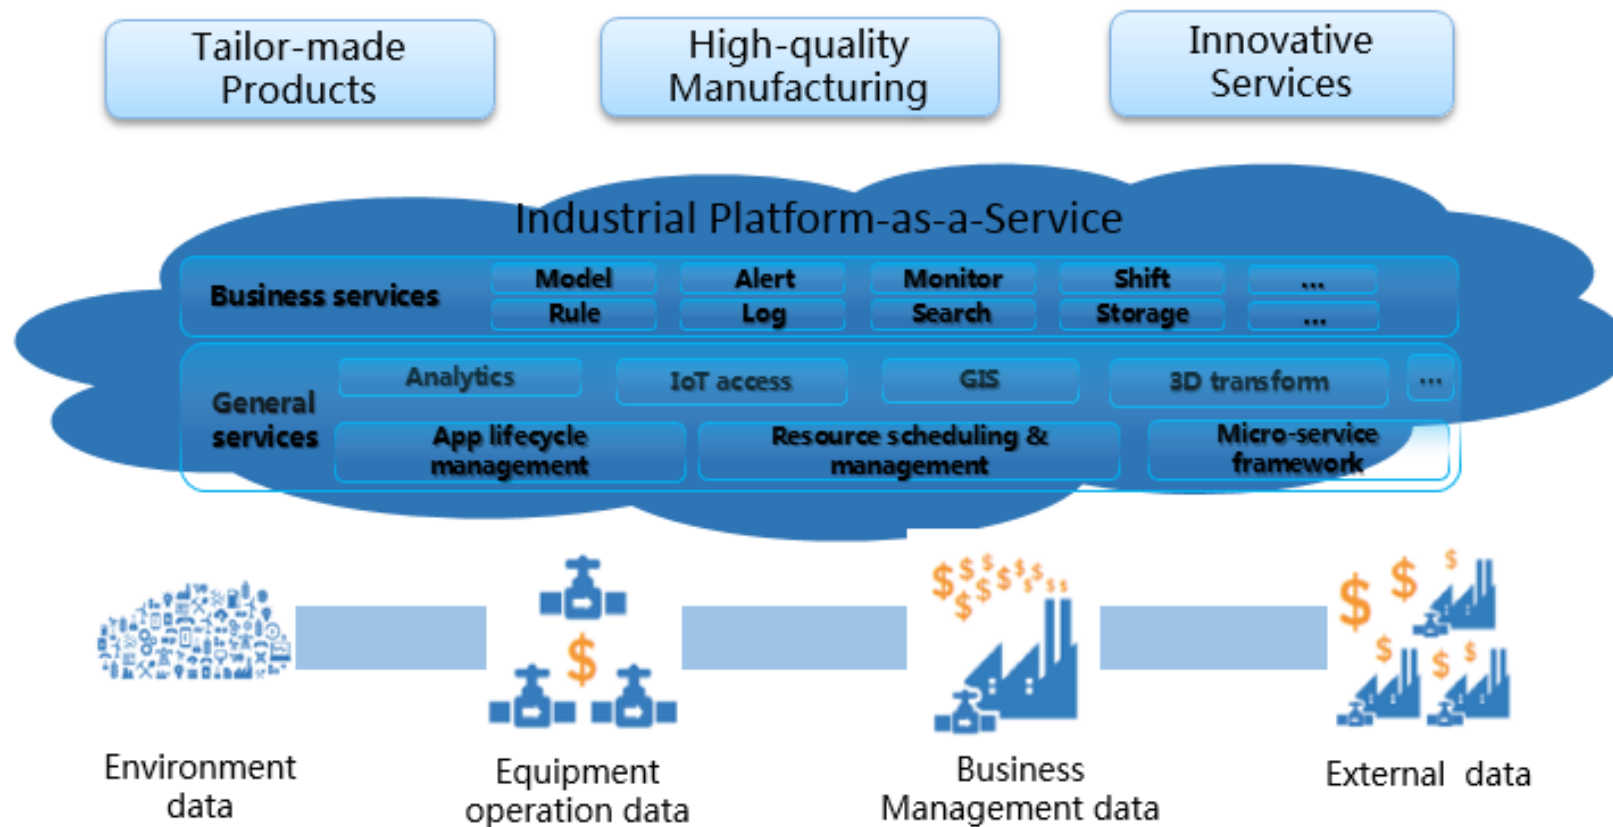 Tailor-made
Products
High-quality
Manufacturing
Innovative
Services
Industrial Platform-as-a-Service
Business services
Model
Alert
Monitor
Shift
...
Rule
Log
Search
Storage
...
General
services
Analytics
IoT access
GIS
3D transform
...
App lifecycle
management
Resource scheduling &
management
Micro-service
framework
$ $ $ $ $ $ $ $ $ $
$
$ $ $ $ $ $
Environment
data
Equipment
operation data
Business
Management data
External data